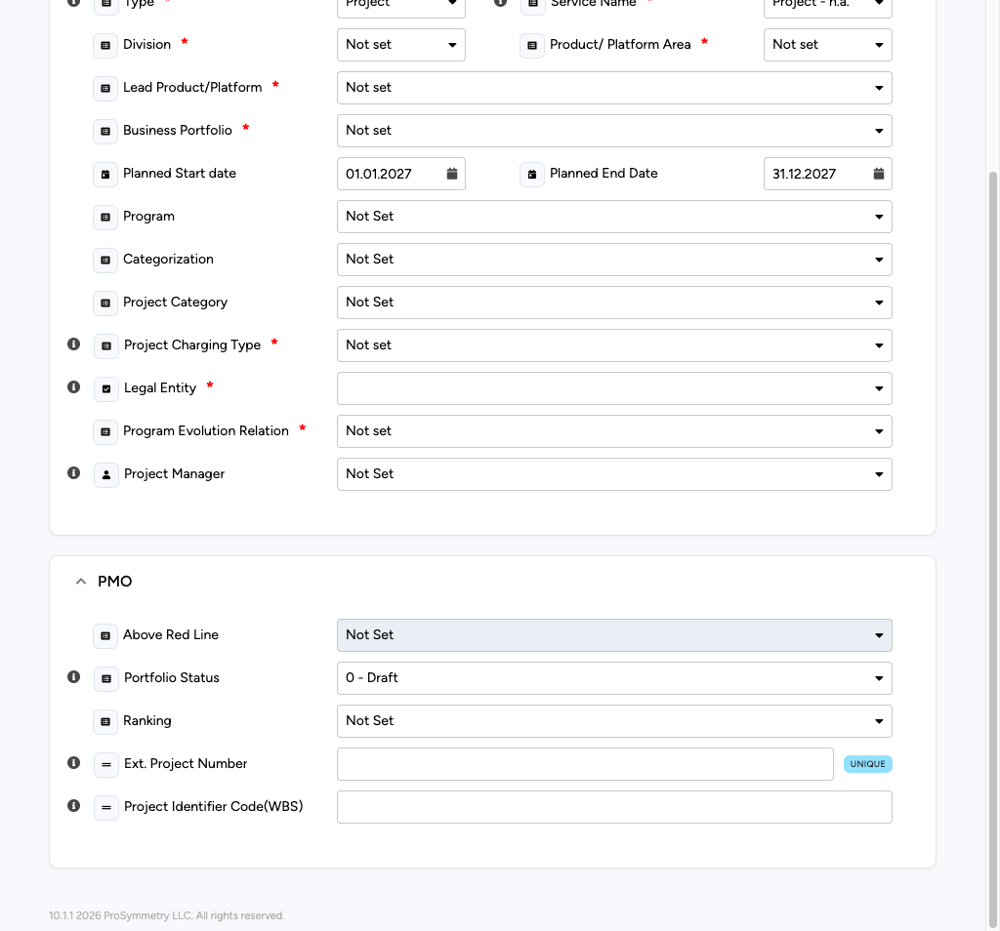 Type * Project Service Name * Project - n.a.
Division * Not set Product/ Platform Area * Not set
Lead Product/Platform * Not set
Business Portfolio * Not set
Planned Start date 01.01.2027 Planned End Date 31.12.2027
Program Not Set
Categorization Not Set
Project Category Not Set
Project Charging Type * Not set
Legal Entity *
Program Evolution Relation * Not set
Project Manager Not Set
PMO
Above Red Line Not Set
Portfolio Status 0 - Draft
Ranking Not Set
Ext. Project Number UNIQUE
Project Identifier Code(WBS)
10.1.1 2026 ProSymmetry LLC. All rights reserved.